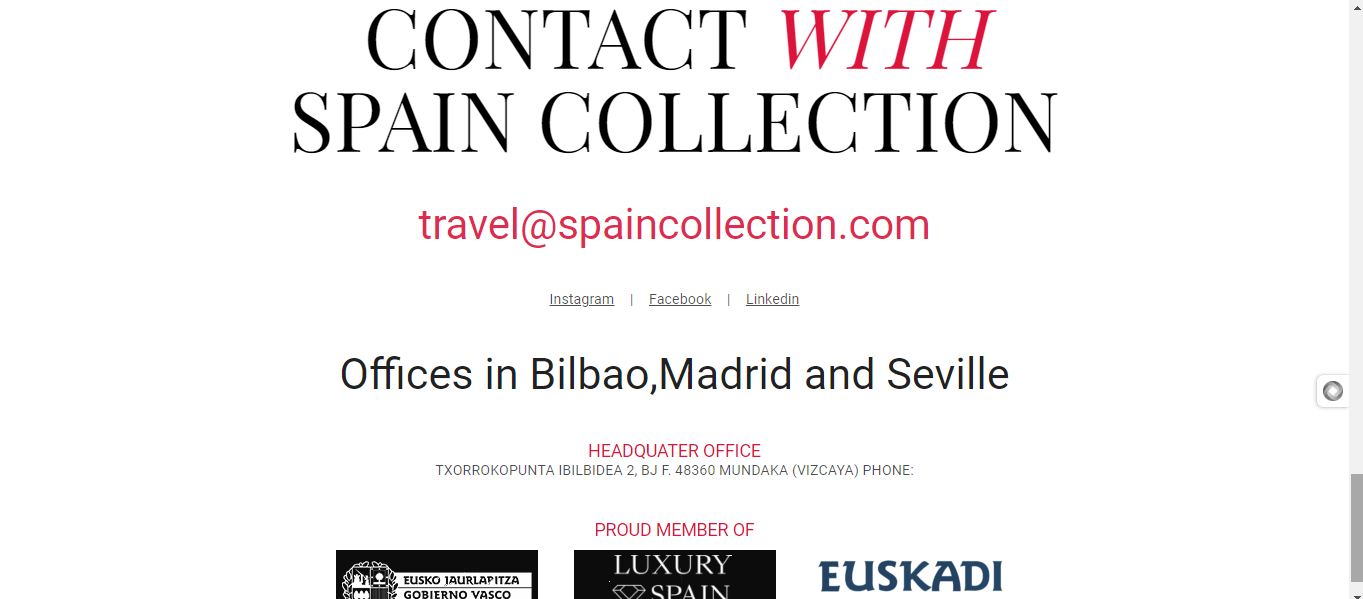 CONTACT WITH
SPAIN COLLECTION
travel@spaincollection.com
Instagram | Facebook | Linkedin
Offices in Bilbao,Madrid and Seville
HEADQUATER OFFICE
TXORROKOPUNTA IBILBIDEA 2, BJ F. 48360 MUNDAKA (VIZCAYA) PHONE:
PROUD MEMBER OF
EUSKO JAURLARITZA
GOBIERNO VASCO
LUXURY
SPAIN
EUSKADI